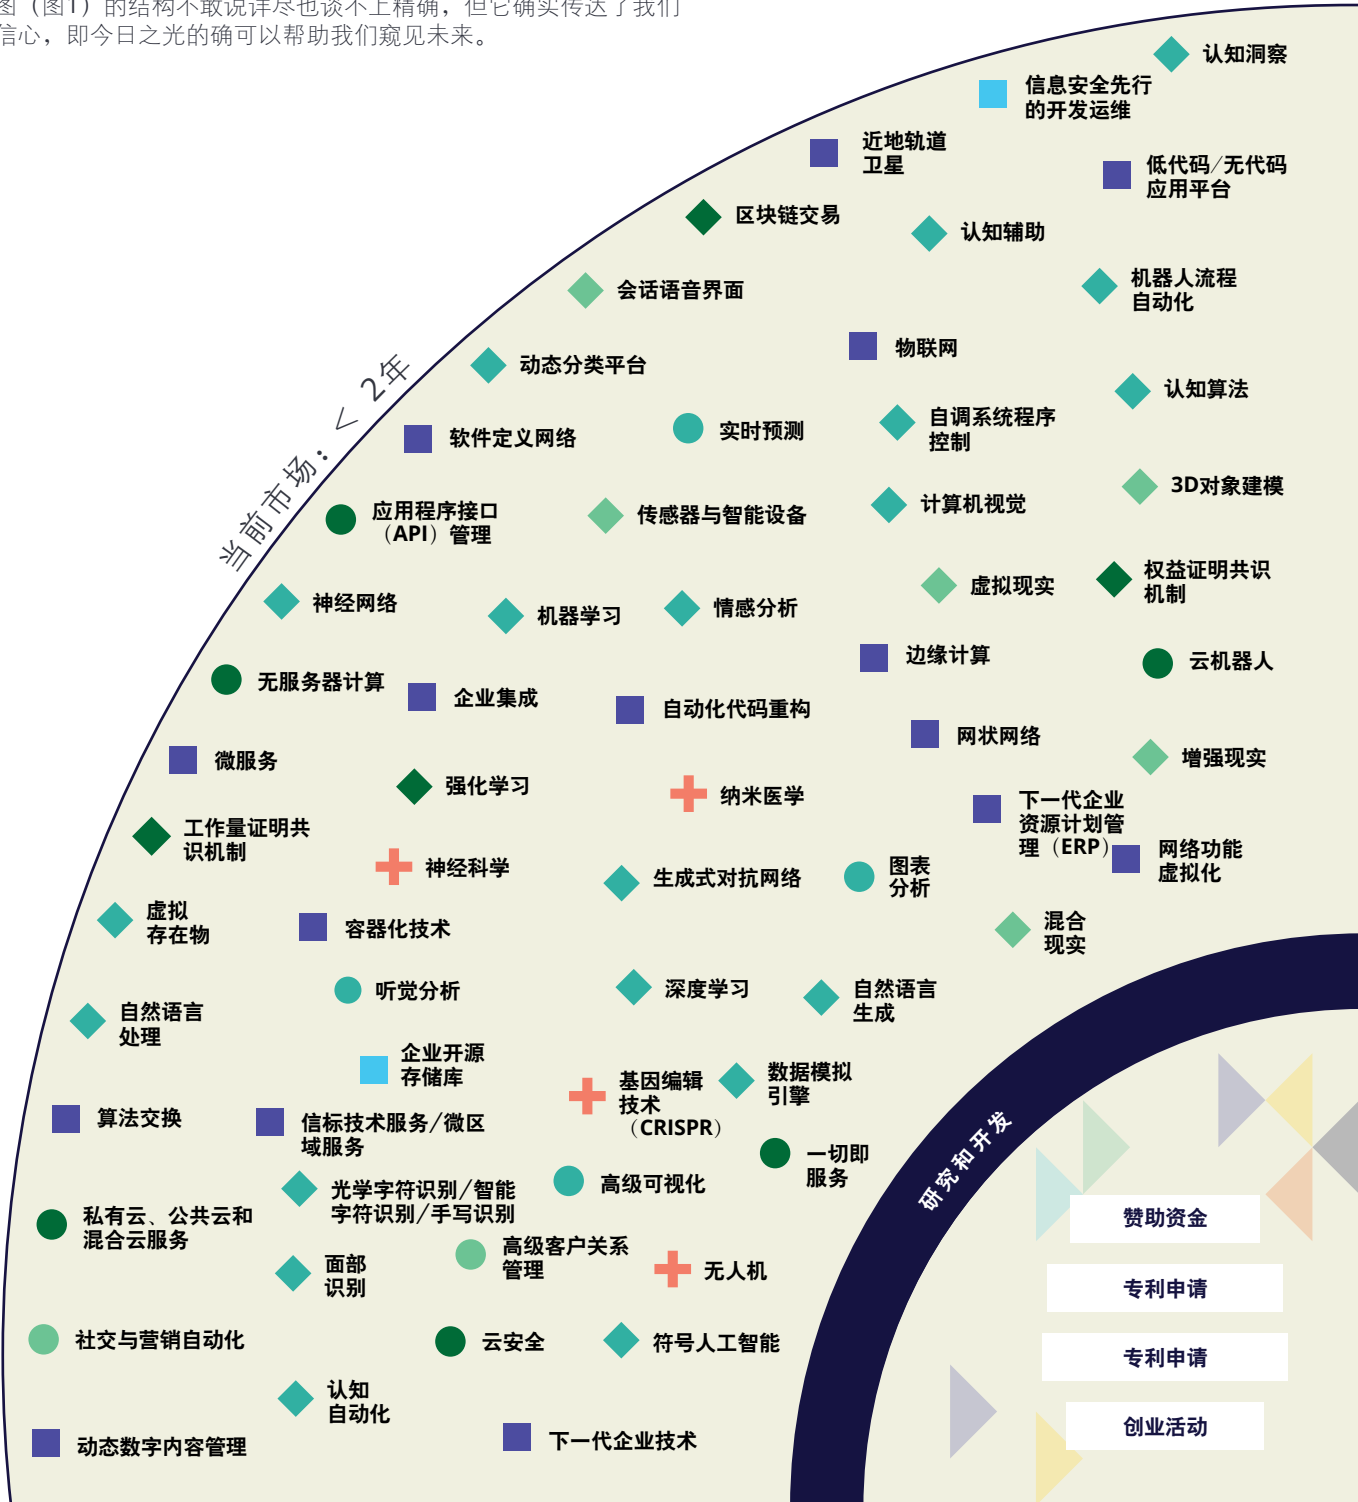 图（图1）的结构不敢说详尽也谈不上精确，但它确实传达了我们
信心，即今日之光的确可以帮助我们窥见未来。
当前市场：< 2年
认知洞察
信息安全先行
的开发运维
近地轨道
卫星
低代码/无代码
应用平台
区块链交易
认知辅助
会话语音界面
机器人流程
自动化
物联网
动态分类平台
认知算法
软件定义网络
实时预测
自调系统程序
控制
3D对象建模
应用程序接口
（API）管理
传感器与智能设备
计算机视觉
虚拟现实
权益证明共识
机制
神经网络
机器学习
情感分析
边缘计算
云机器人
无服务器计算
企业集成
自动化代码重构
网状网络
微服务
增强现实
强化学习
纳米医学
下一代企业
资源计划管
理（ERP）
工作量证明共
识机制
网络功能
虚拟化
神经科学
生成式对抗网络
图表
分析
虚拟
存在物
容器化技术
混合
现实
听觉分析
深度学习
自然语言
生成
自然语言
处理
企业开源
存储库
基因编辑
技术
（CRISPR）
数据模拟
引擎
算法交换
信标技术服务/微区
域服务
一切即
服务
光学字符识别/智能
字符识别/手写识别
高级可视化
私有云、公共云和
混合云服务
高级客户关系
管理
面部
识别
无人机
社交与营销自动化
云安全
符号人工智能
认知
自动化
动态数字内容管理
下一代企业技术
研究和开发
赞助资金
专利申请
专利申请
创业活动